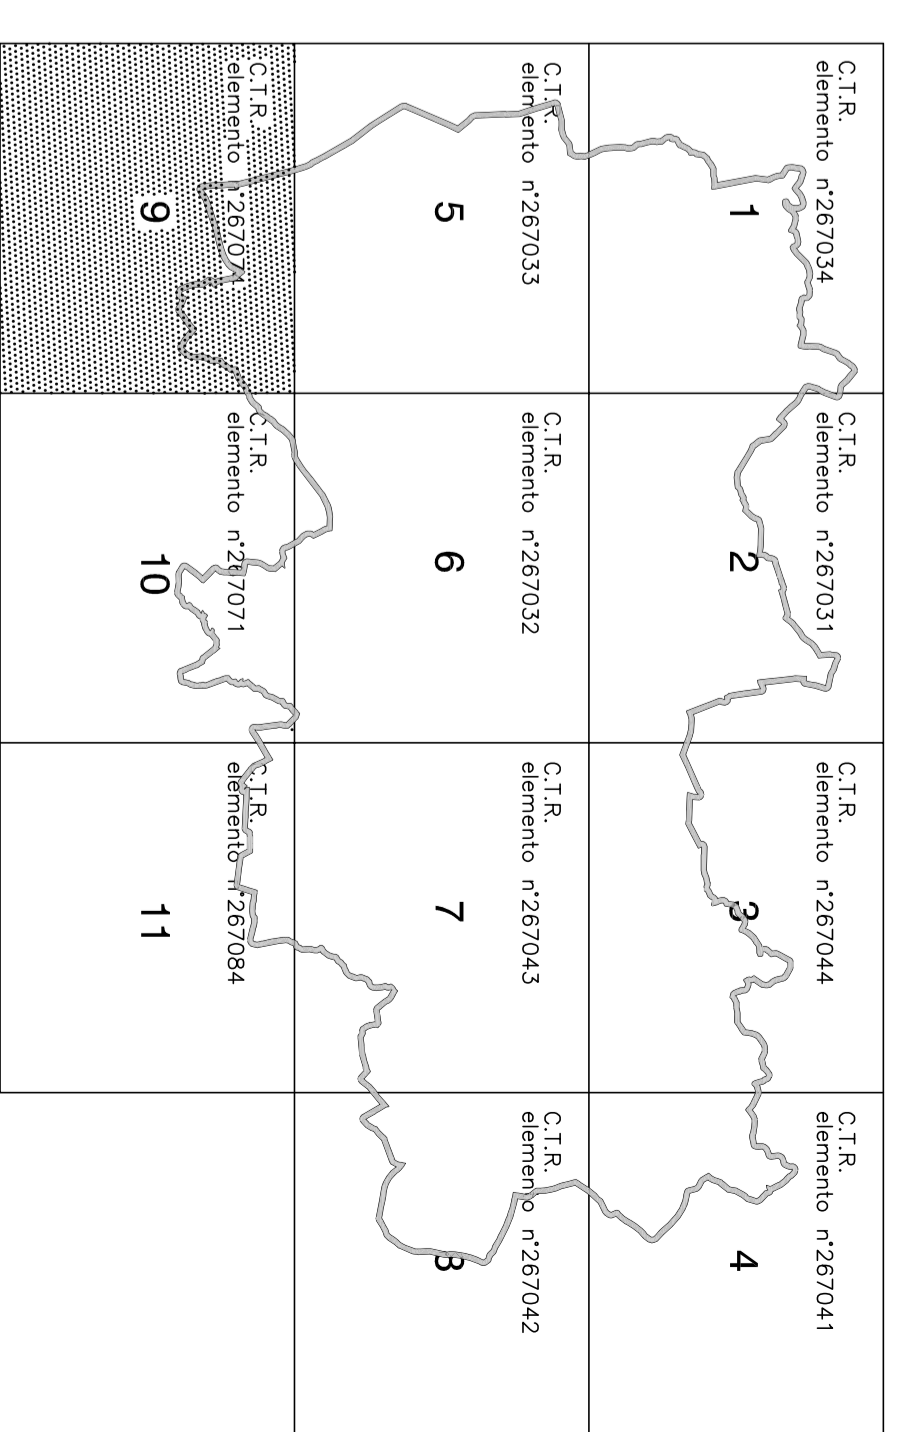 C.T.R.
elemento n°267034
1
C.T.R.
elemento n°267031
2
C.T.R.
elemento n°267044
3
C.T.R.
elemento n°267041
4
C.T.R.
elemento n°267033
5
C.T.R.
elemento n°267032
6
C.T.R.
elemento n°267043
7
C.T.R.
elemento n°267042
8
C.T.R.
elemento
9
C.T.R.
elemento n°267071
10
C.T.R.
elemento n°267084
11